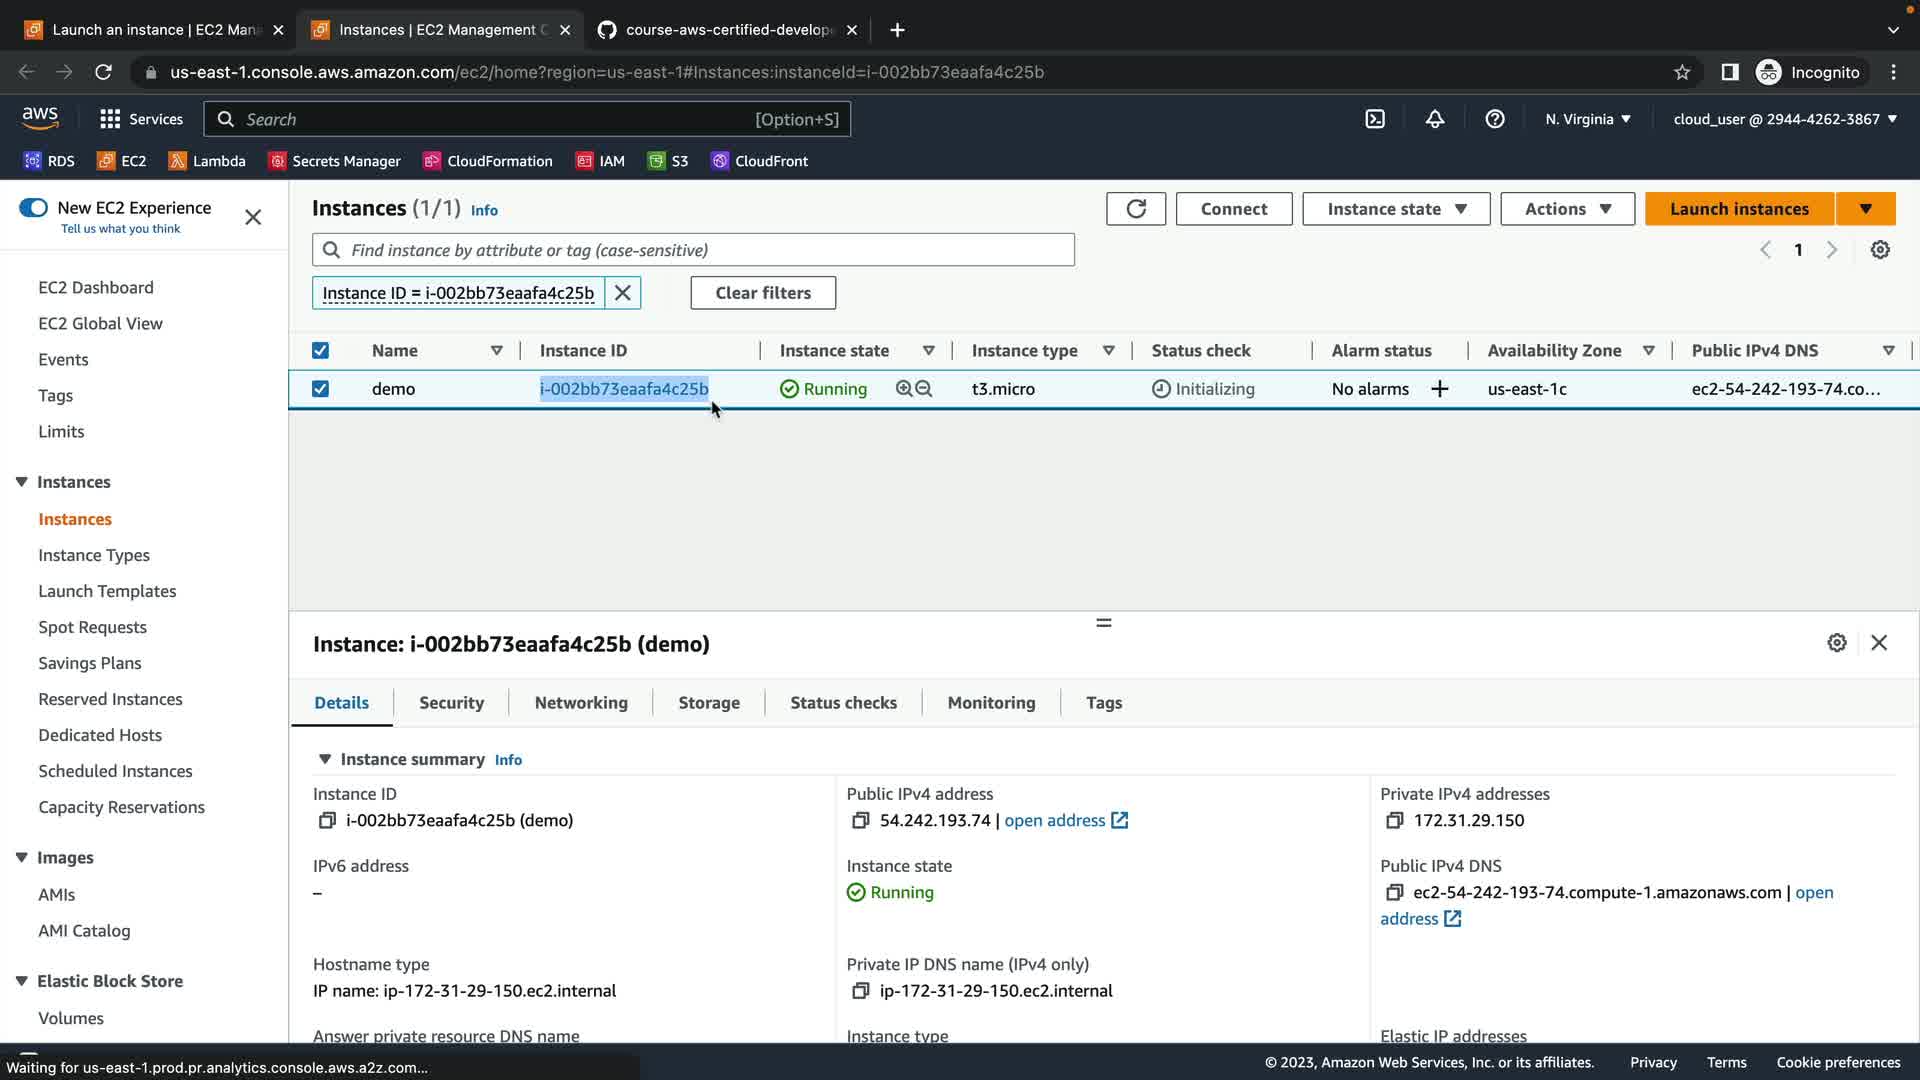 Launch an instance | EC2 Mana
Instances | EC2 Management C
course-aws-certified-develope
us-east-1.console.aws.amazon.com/ec2/home?region=us-east-1#Instances:instanceId=i-002bb73eaafa4c25b
Incognito
aws
Services
Search
[Option+S]
N. Virginia
cloud_user @ 2944-4262-3867
RDS
EC2
Lambda
Secrets Manager
CloudFormation
IAM
S3
CloudFront
New EC2 Experience
Tell us what you think
EC2 Dashboard
EC2 Global View
Events
Tags
Limits
Instances
Instances
Instance Types
Launch Templates
Spot Requests
Savings Plans
Reserved Instances
Dedicated Hosts
Scheduled Instances
Capacity Reservations
Images
AMIs
AMI Catalog
Elastic Block Store
Volumes
Instances (1/1) Info
Connect
Instance state
Actions
Launch instances
Find instance by attribute or tag (case-sensitive)
1
Instance ID = i-002bb73eaafa4c25b
Clear filters
Name
Instance ID
Instance state
Instance type
Status check
Alarm status
Availability Zone
Public IPv4 DNS
demo
i-002bb73eaafa4c25b
Running
t3.micro
Initializing
No alarms
us-east-1c
ec2-54-242-193-74.co...
Instance: i-002bb73eaafa4c25b (demo)
Details
Security
Networking
Storage
Status checks
Monitoring
Tags
Instance summary Info
Instance ID
i-002bb73eaafa4c25b (demo)
Public IPv4 address
54.242.193.74 | open address
Private IPv4 addresses
172.31.29.150
IPv6 address
–
Instance state
Running
Public IPv4 DNS
ec2-54-242-193-74.compute-1.amazonaws.com | open
address
Hostname type
IP name: ip-172-31-29-150.ec2.internal
Private IP DNS name (IPv4 only)
ip-172-31-29-150.ec2.internal
Answer private resource DNS name
Instance type
Elastic IP addresses
Waiting for us-east-1.prod.pr.analytics.console.aws.a2z.com...
© 2023, Amazon Web Services, Inc. or its affiliates.
Privacy
Terms
Cookie preferences